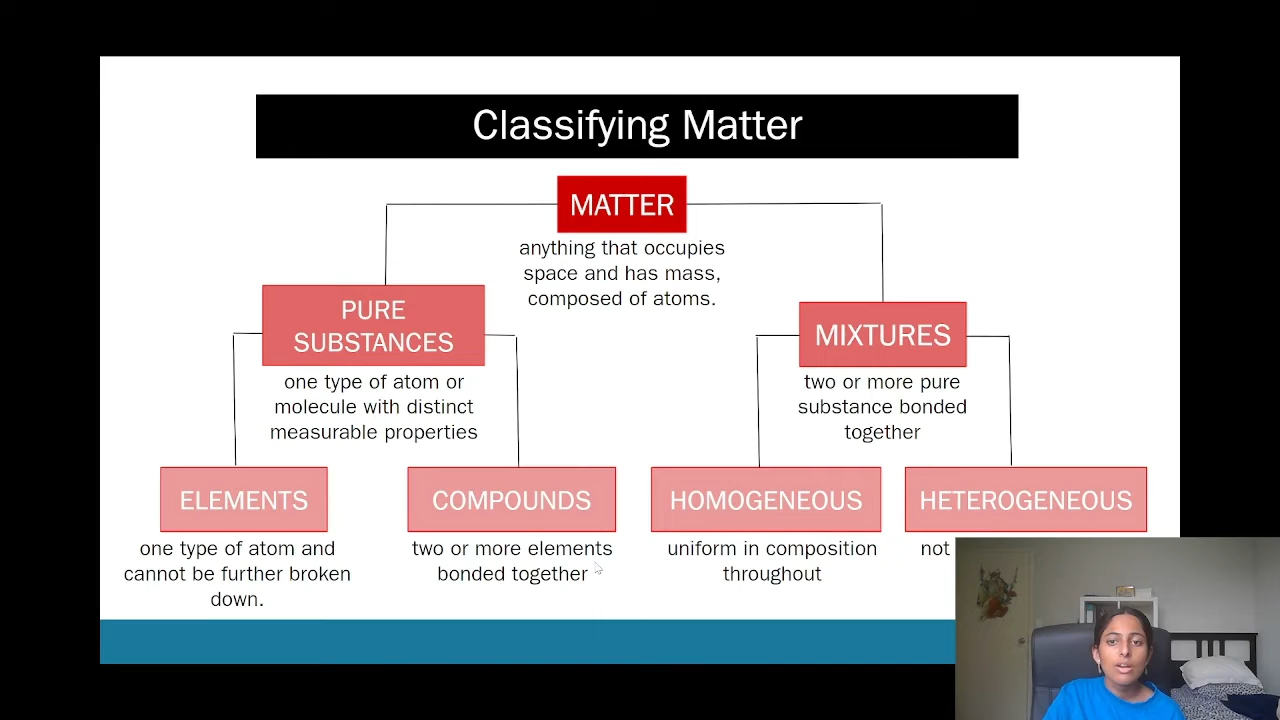 Classifying Matter
MATTER
anything that occupies
space and has mass,
composed of atoms.
PURE
SUBSTANCES
one type of atom or
molecule with distinct
measurable properties
MIXTURES
two or more pure
substance bonded
together
ELEMENTS
one type of atom and
cannot be further broken
down.
COMPOUNDS
two or more elements
bonded together
HOMOGENEOUS
uniform in composition
throughout
HETEROGENEOUS
not